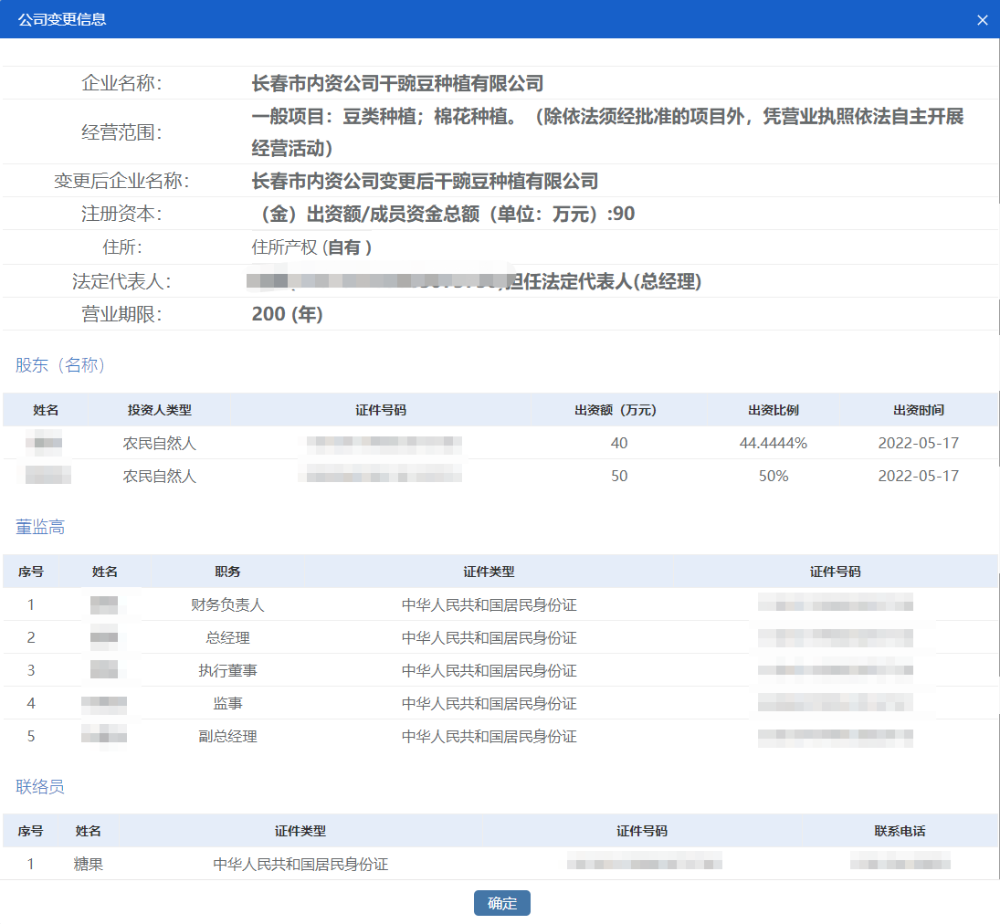 公司变更信息
企业名称：
长春市内资公司干豌豆种植有限公司
经营范围：
一般项目：豆类种植；棉花种植。（除依法须经批准的项目外，凭营业执照依法自主开展
经营活动）
变更后企业名称：
长春市内资公司变更后干豌豆种植有限公司
注册资本：
（金）出资额/成员资金总额（单位：万元）:90
住所：
住所产权 (自有 )
法定代表人：
担任法定代表人(总经理)
营业期限：
200 (年)
股东（名称）
姓名 投资人类型 证件号码 出资额（万元） 出资比例 出资时间
农民自然人 40 44.4444% 2022-05-17
农民自然人 50 50% 2022-05-17
董监高
序号 姓名 职务 证件类型 证件号码
1 财务负责人 中华人民共和国居民身份证
2 总经理 中华人民共和国居民身份证
3 执行董事 中华人民共和国居民身份证
4 监事 中华人民共和国居民身份证
5 副总经理 中华人民共和国居民身份证
联络员
序号 姓名 证件类型 证件号码 联系电话
1 糖果 中华人民共和国居民身份证
确定